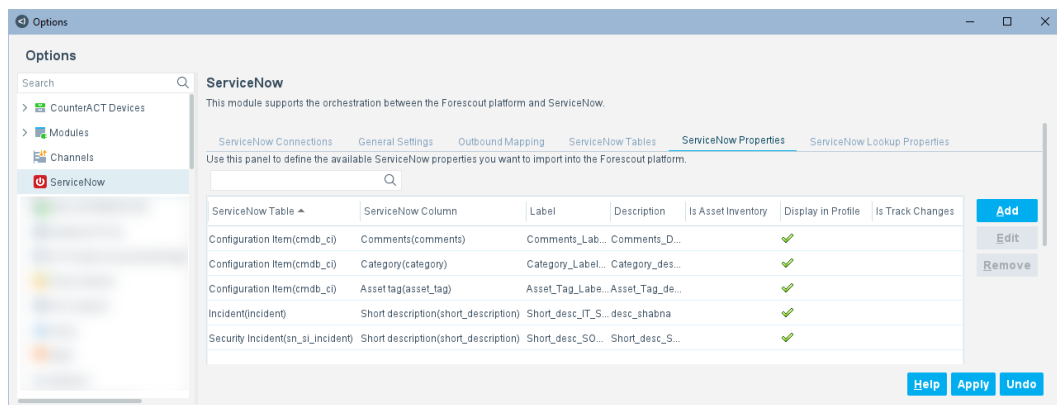 Options
Options
Search
CounterACT Devices
Modules
Channels
ServiceNow
ServiceNow
This module supports the orchestration between the Forescout platform and ServiceNow.
ServiceNow Connections General Settings Outbound Mapping ServiceNow Tables ServiceNow Properties ServiceNow Lookup Properties
Use this panel to define the available ServiceNow properties you want to import into the Forescout platform.
ServiceNow Table ServiceNow Column Label Description Is Asset Inventory Display in Profile Is Track Changes
Configuration Item(cmdb_ci) Comments(comments) Comments_Lab... Comments_D...
Configuration Item(cmdb_ci) Category(category) Category_Label... Category_des...
Configuration Item(cmdb_ci) Asset tag(asset_tag) Asset_Tag_Labe... Asset_Tag_de...
Incident(incident) Short description(short_description) Short_desc_IT_S... desc_shabna
Security Incident(sn_si_incident) Short description(short_description) Short_desc_SO... Short_desc_S...
Add
Edit
Remove
Help Apply Undo